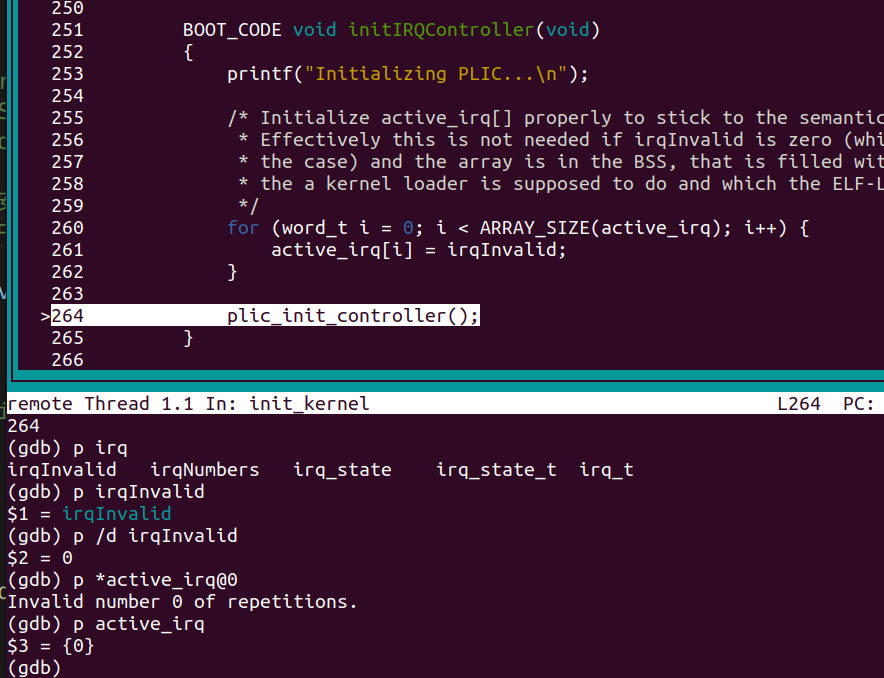 250
251 BOOT_CODE void initIRQController(void)
252 {
253 printf("Initializing PLIC...\n");
254
255 /* Initialize active_irq[] properly to stick to the semantic
256 * Effectively this is not needed if irqInvalid is zero (whi
257 * the case) and the array is in the BSS, that is filled wit
258 * the a kernel loader is supposed to do and which the ELF-L
259 */
260 for (word_t i = 0; i < ARRAY_SIZE(active_irq); i++) {
261 active_irq[i] = irqInvalid;
262 }
263
>264 plic_init_controller();
265 }
266
remote Thread 1.1 In: init_kernel L264 PC:
264
(gdb) p irq
irqInvalid irqNumbers irq_state irq_state_t irq_t
(gdb) p irqInvalid
$1 = irqInvalid
(gdb) p /d irqInvalid
$2 = 0
(gdb) p *active_irq@0
Invalid number 0 of repetitions.
(gdb) p active_irq
$3 = {0}
(gdb)